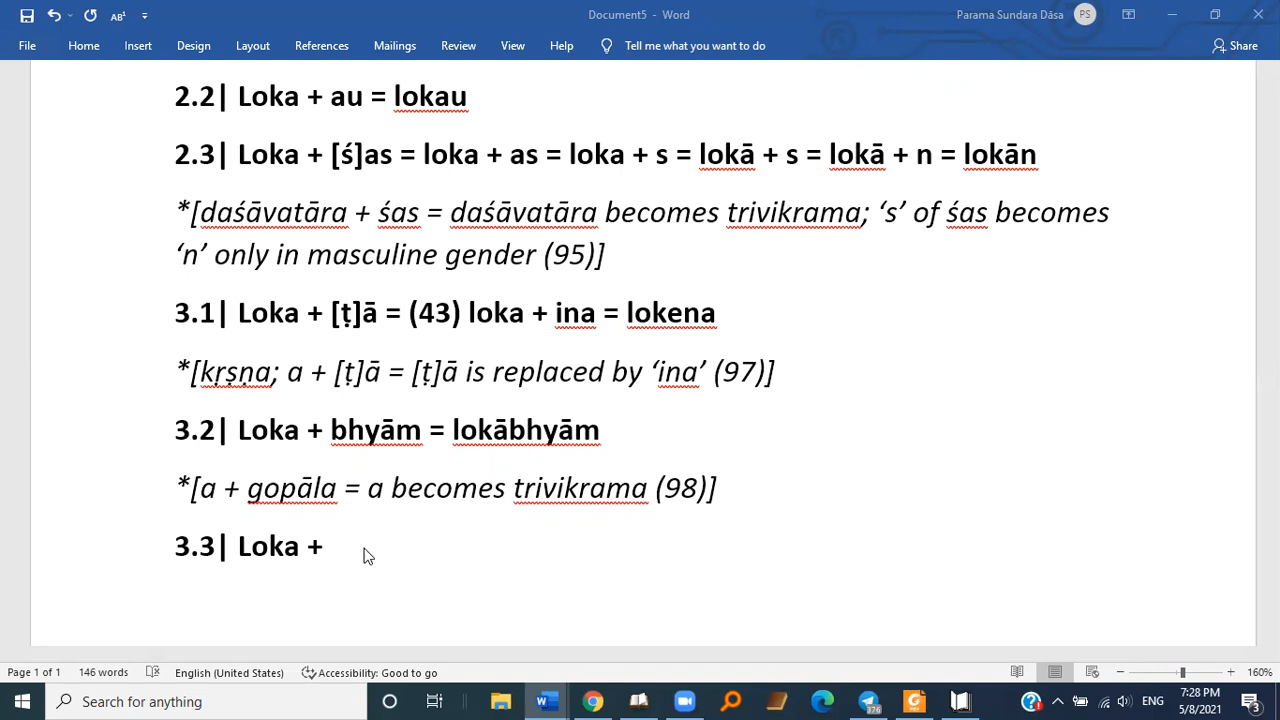 Document5 - Word
Parama Sundara Dāsa
PS
File Home Insert Design Layout References Mailings Review View Help Tell me what you want to do Share
2.2| Loka + au = lokau
2.3| Loka + [ś]as = loka + as = loka + s = lokā + s = lokā + n = lokān
*[daśāvatāra + śas = daśāvatāra becomes trivikrama; ‘s’ of śas becomes
‘n’ only in masculine gender (95)]
3.1| Loka + [ṭ]ā = (43) loka + ina = lokena
*[kṛṣṇa; a + [ṭ]ā = [ṭ]ā is replaced by ‘ina’ (97)]
3.2| Loka + bhyām = lokābhyām
*[a + gopāla = a becomes trivikrama (98)]
3.3| Loka +
Page 1 of 1 146 words English (United States) Accessibility: Good to go 160%
Search for anything
376
ENG
7:28 PM
5/8/2021
3